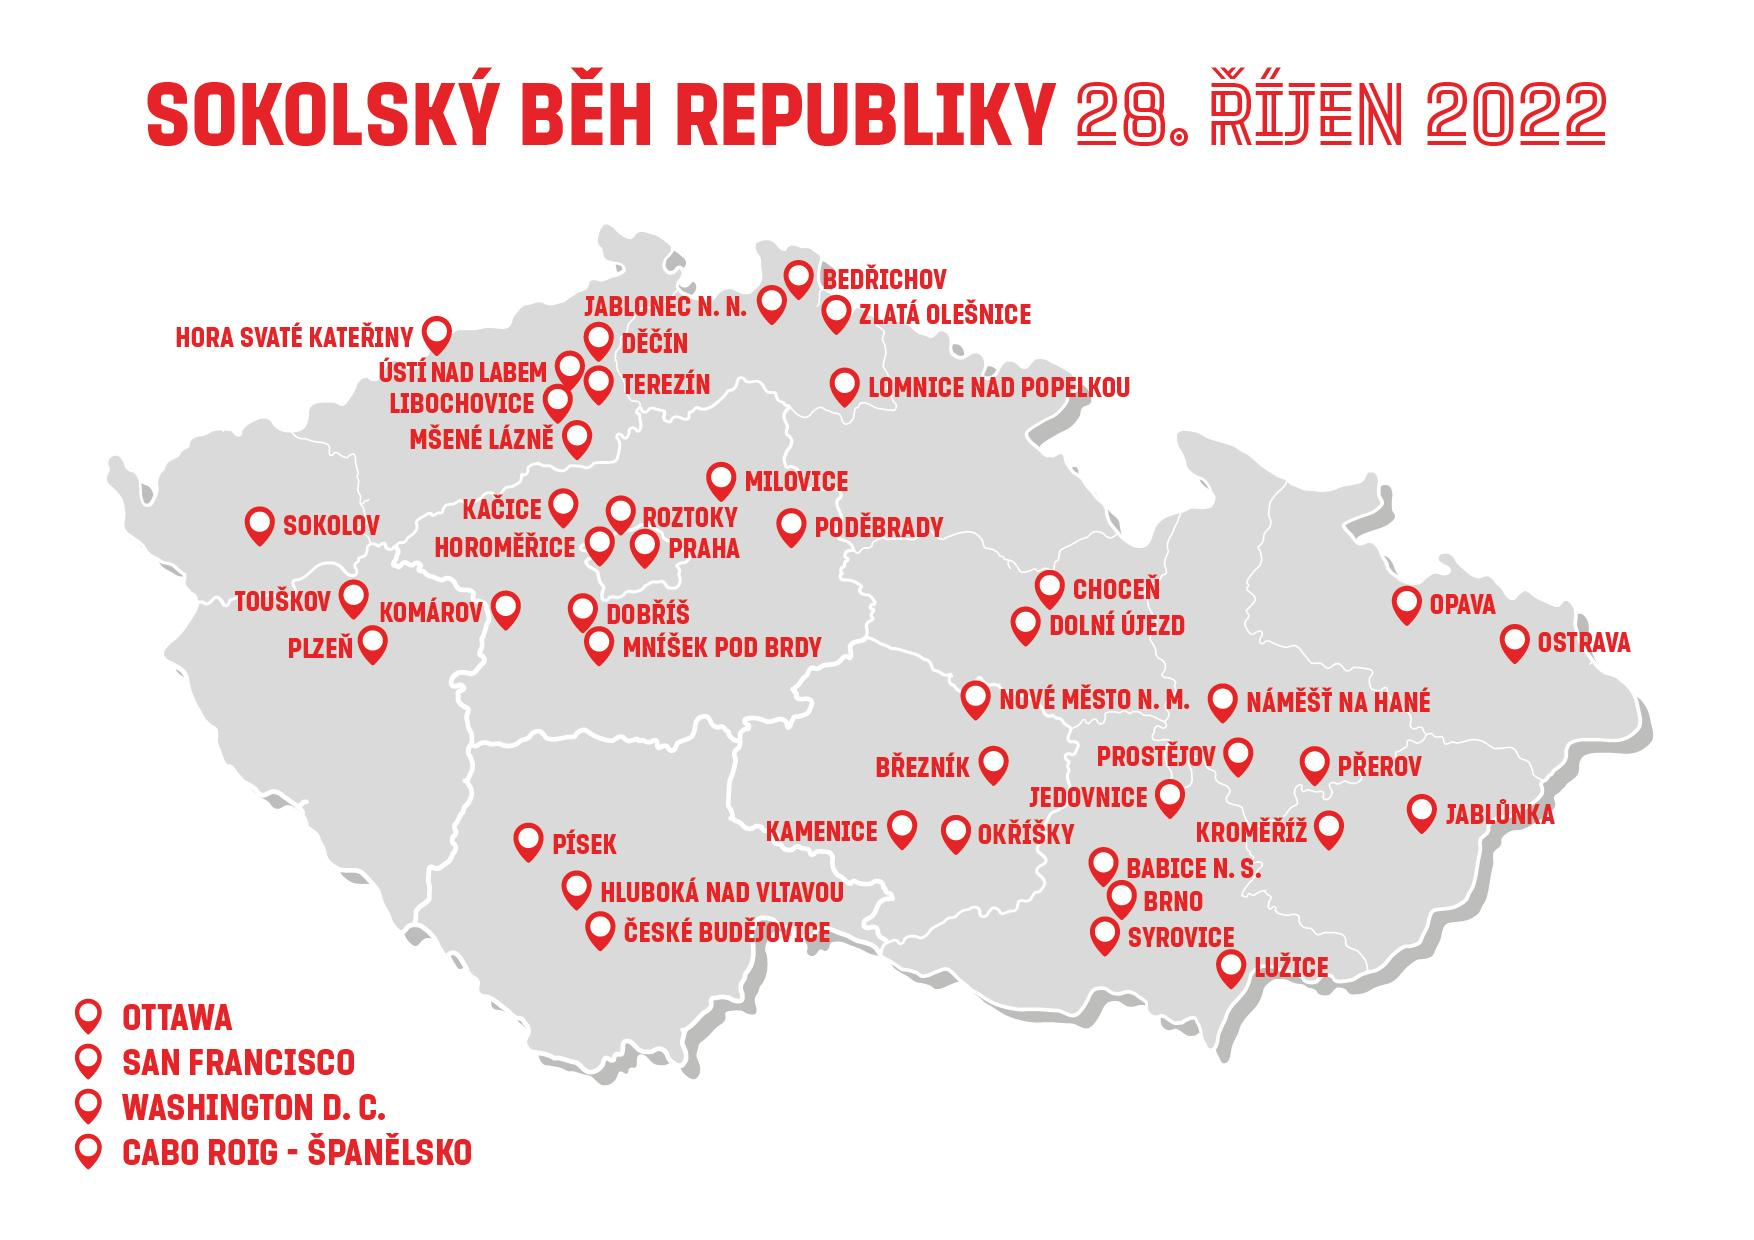 SOKOLSKÝ BĚH REPUBLIKY 28. ŘÍJEN 2022
BEDŘICHOV
JABLONEC N. N.
ZLATÁ OLEŠNICE
HORA SVATÉ KATEŘINY
DĚČÍN
ÚSTÍ NAD LABEM
TEREZÍN
LOMNICE NAD POPELKOU
LIBOCHOVICE
MŠENÉ LÁZNĚ
MILOVICE
KAČICE
ROZTOKY
SOKOLOV
PODĚBRADY
HOROMĚŘICE
PRAHA
CHOCEŇ
TOUŠKOV
KOMÁROV
DOBŘÍŠ
OPAVA
DOLNÍ ÚJEZD
PLZEŇ
MNÍŠEK POD BRDY
OSTRAVA
NOVÉ MĚSTO N. M.
NÁMĚŠŤ NA HANÉ
BŘEZNÍK
PROSTĚJOV
PŘEROV
JEDOVNICE
JABLŮNKA
KAMENICE
OKŘÍŠKY
KROMĚŘÍŽ
PÍSEK
BABICE N. S.
HLUBOKÁ NAD VLTAVOU
BRNO
ČESKÉ BUDĚJOVICE
SYROVICE
LUŽICE
OTTAWA
SAN FRANCISCO
WASHINGTON D. C.
CABO ROIG - ŠPANĚLSKO